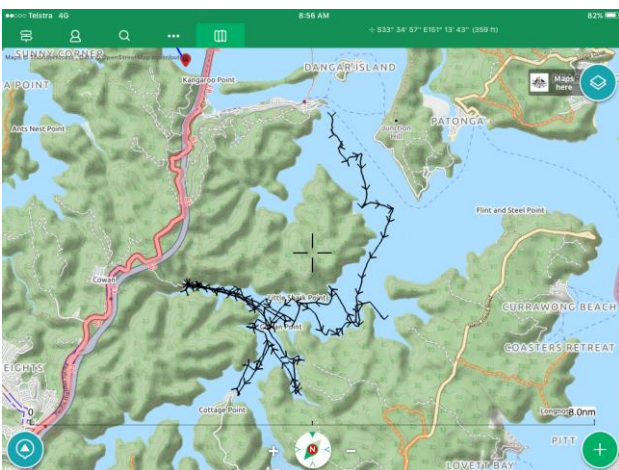 Telstra 4G
8:56 AM
82%
S33° 34' 57" E151° 13' 43" (359 ft)
SUNNY CORNER
Kangaroo Point
DANGAR ISLAND
Maps here
A POINT
Ants Nest Point
Junction Hill
PATONGA
Flint and Steel Point
Cowan
Little Shark Point
Cowan Point
CURRAWONG BEACH
COASTERS RETREAT
EIGHTS
Cottage Point
0
8.0nm
PITT
N
LOVETT BAY